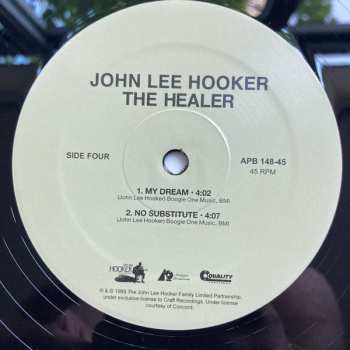 JOHN LEE HOOKER
THE HEALER
SIDE FOUR
APB 148-45
45 RPM
1. MY DREAM • 4:02
(John Lee Hooker) Boogie One Music, BMI
2. NO SUBSTITUTE • 4:07
(John Lee Hooker) Boogie One Music, BMI
HOOKER
QUALITY
℗ & © 1989 The John Lee Hooker Family Limited Partnership,
under exclusive license to Craft Recordings. Under license
courtesy of Concord.